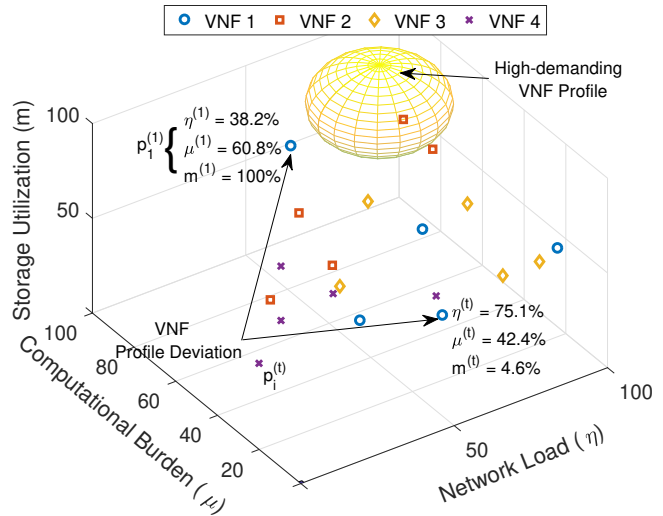 VNF 1 VNF 2 VNF 3 VNF 4
High-demanding
VNF Profile
p₁⁽¹⁾ { η⁽¹⁾ = 38.2%
μ⁽¹⁾ = 60.8%
m⁽¹⁾ = 100%
Storage Utilization (m)
100
50
VNF
Profile Deviation
pᵢ⁽ᵗ⁾
η⁽ᵗ⁾ = 75.1%
μ⁽ᵗ⁾ = 42.4%
m⁽ᵗ⁾ = 4.6%
100
80
60
40
20
Computational Burden ( μ )
50
100
Network Load ( η )